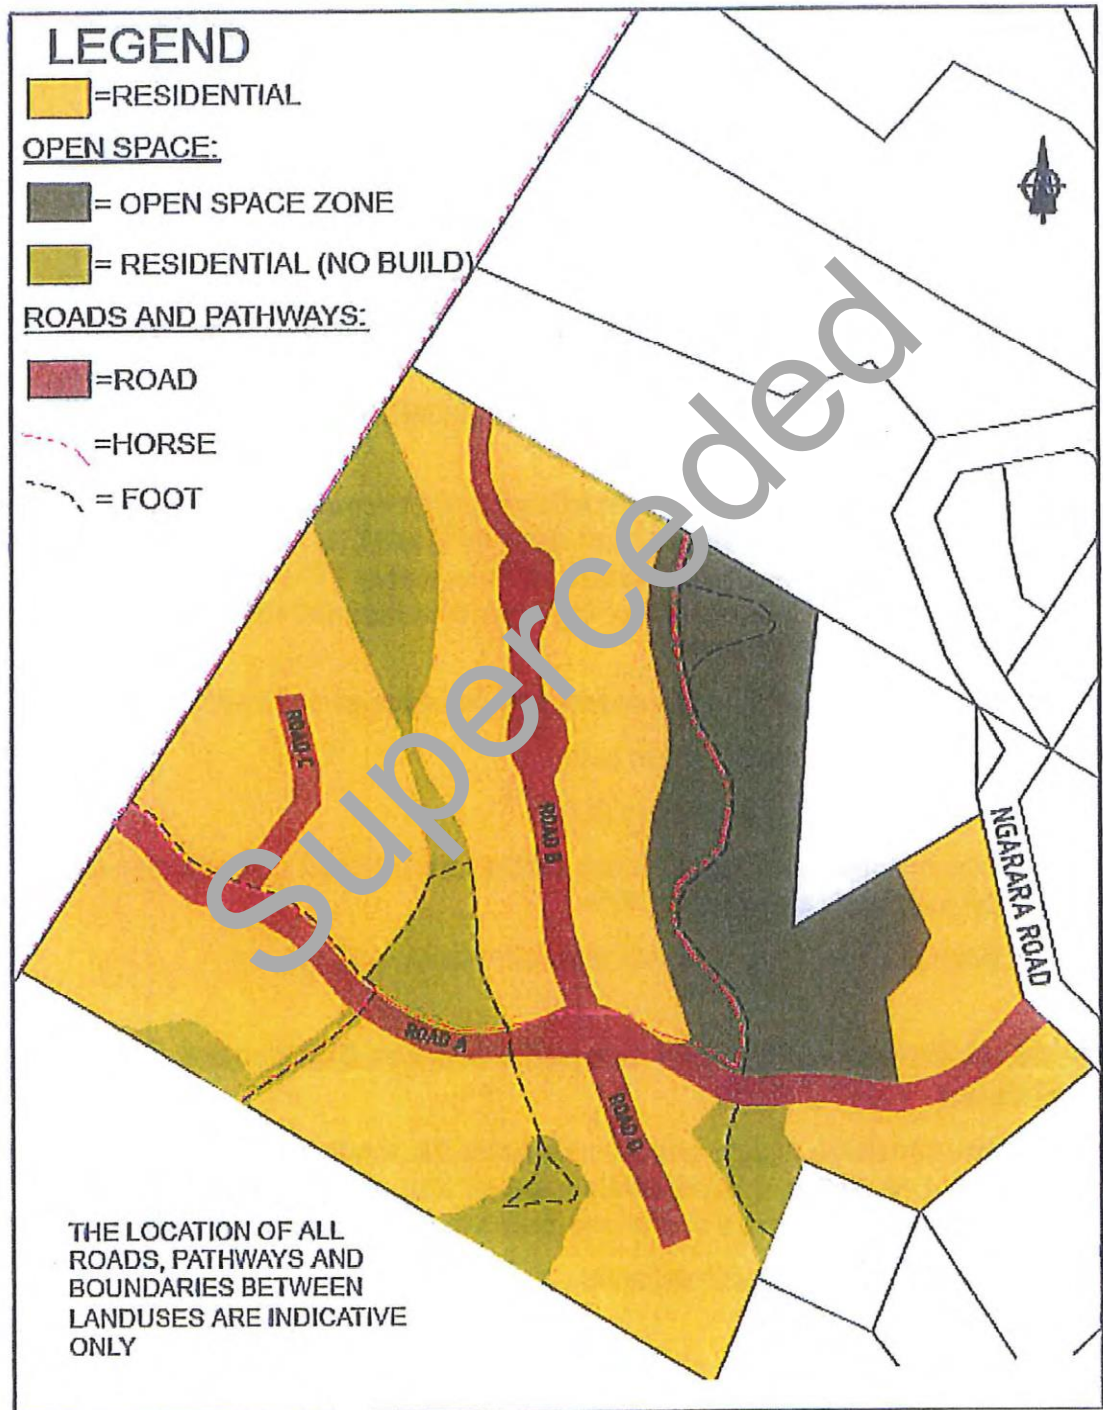 LEGEND
=RESIDENTIAL
OPEN SPACE:
= OPEN SPACE ZONE
= RESIDENTIAL (NO BUILD)
ROADS AND PATHWAYS:
=ROAD
=HORSE
= FOOT
Superceded
ROAD C
ROAD B
NGARARA ROAD
ROAD A
ROAD D
THE LOCATION OF ALL
ROADS, PATHWAYS AND
BOUNDARIES BETWEEN
LANDUSES ARE INDICATIVE
ONLY